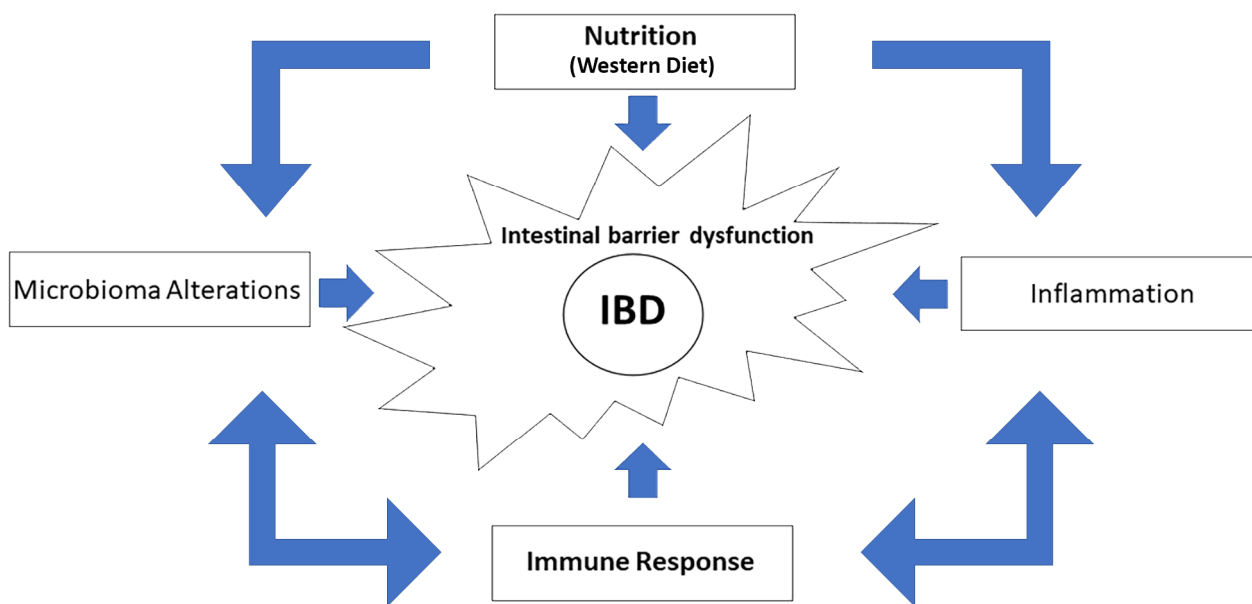 Nutrition
(Western Diet)
Intestinal barrier dysfunction
Microbioma Alterations
IBD
Inflammation
Immune Response